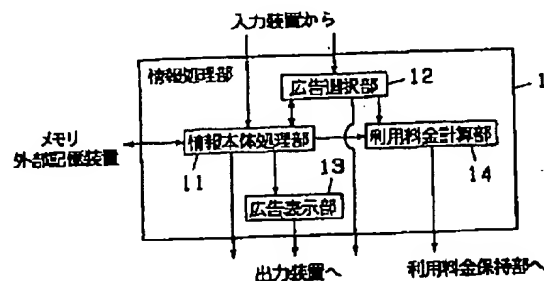 入力装置から
情報処理部
広告選択部
12
1
メモリ
外部記憶装置
情報本体処理部
利用料金計算部
11
13
14
広告表示部
出力装置へ
利用料金保持部へ